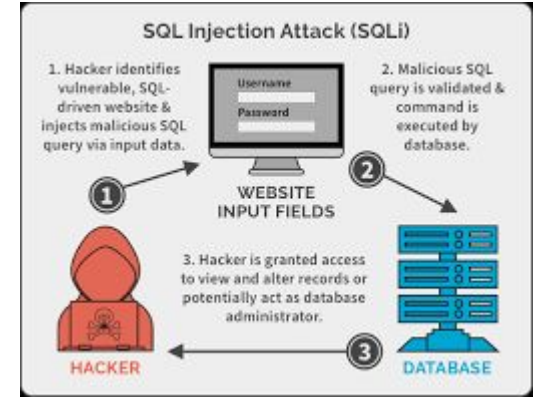 SQL Injection Attack (SQLi)
1. Hacker identifies
vulnerable, SQL-
driven website &
injects malicious SQL
query via input data.
Username
Password
2. Malicious SQL
query is validated &
command is
executed by
database.
1
2
WEBSITE
INPUT FIELDS
3. Hacker is granted access
to view and alter records or
potentially act as database
administrator.
3
HACKER
DATABASE